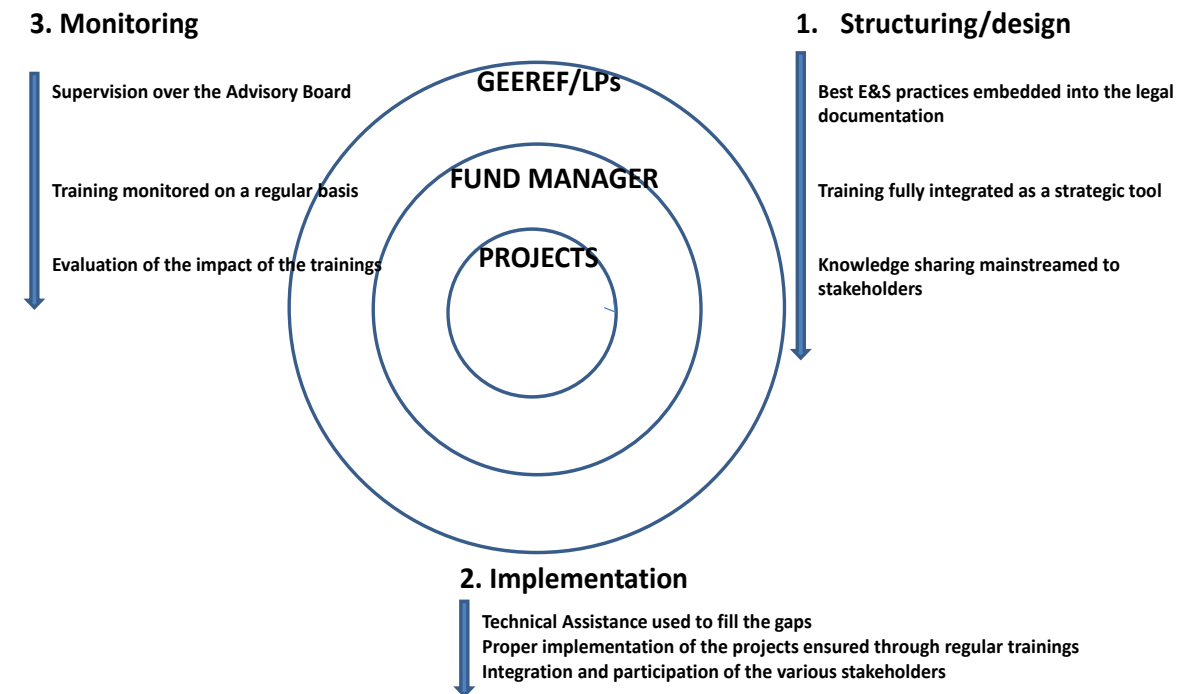 3. Monitoring
Supervision over the Advisory Board
Training monitored on a regular basis
Evaluation of the impact of the trainings
GEEREF/LPs
FUND MANAGER
PROJECTS
1. Structuring/design
Best E&S practices embedded into the legal
documentation
Training fully integrated as a strategic tool
Knowledge sharing mainstreamed to
stakeholders
2. Implementation
Technical Assistance used to fill the gaps
Proper implementation of the projects ensured through regular trainings
Integration and participation of the various stakeholders